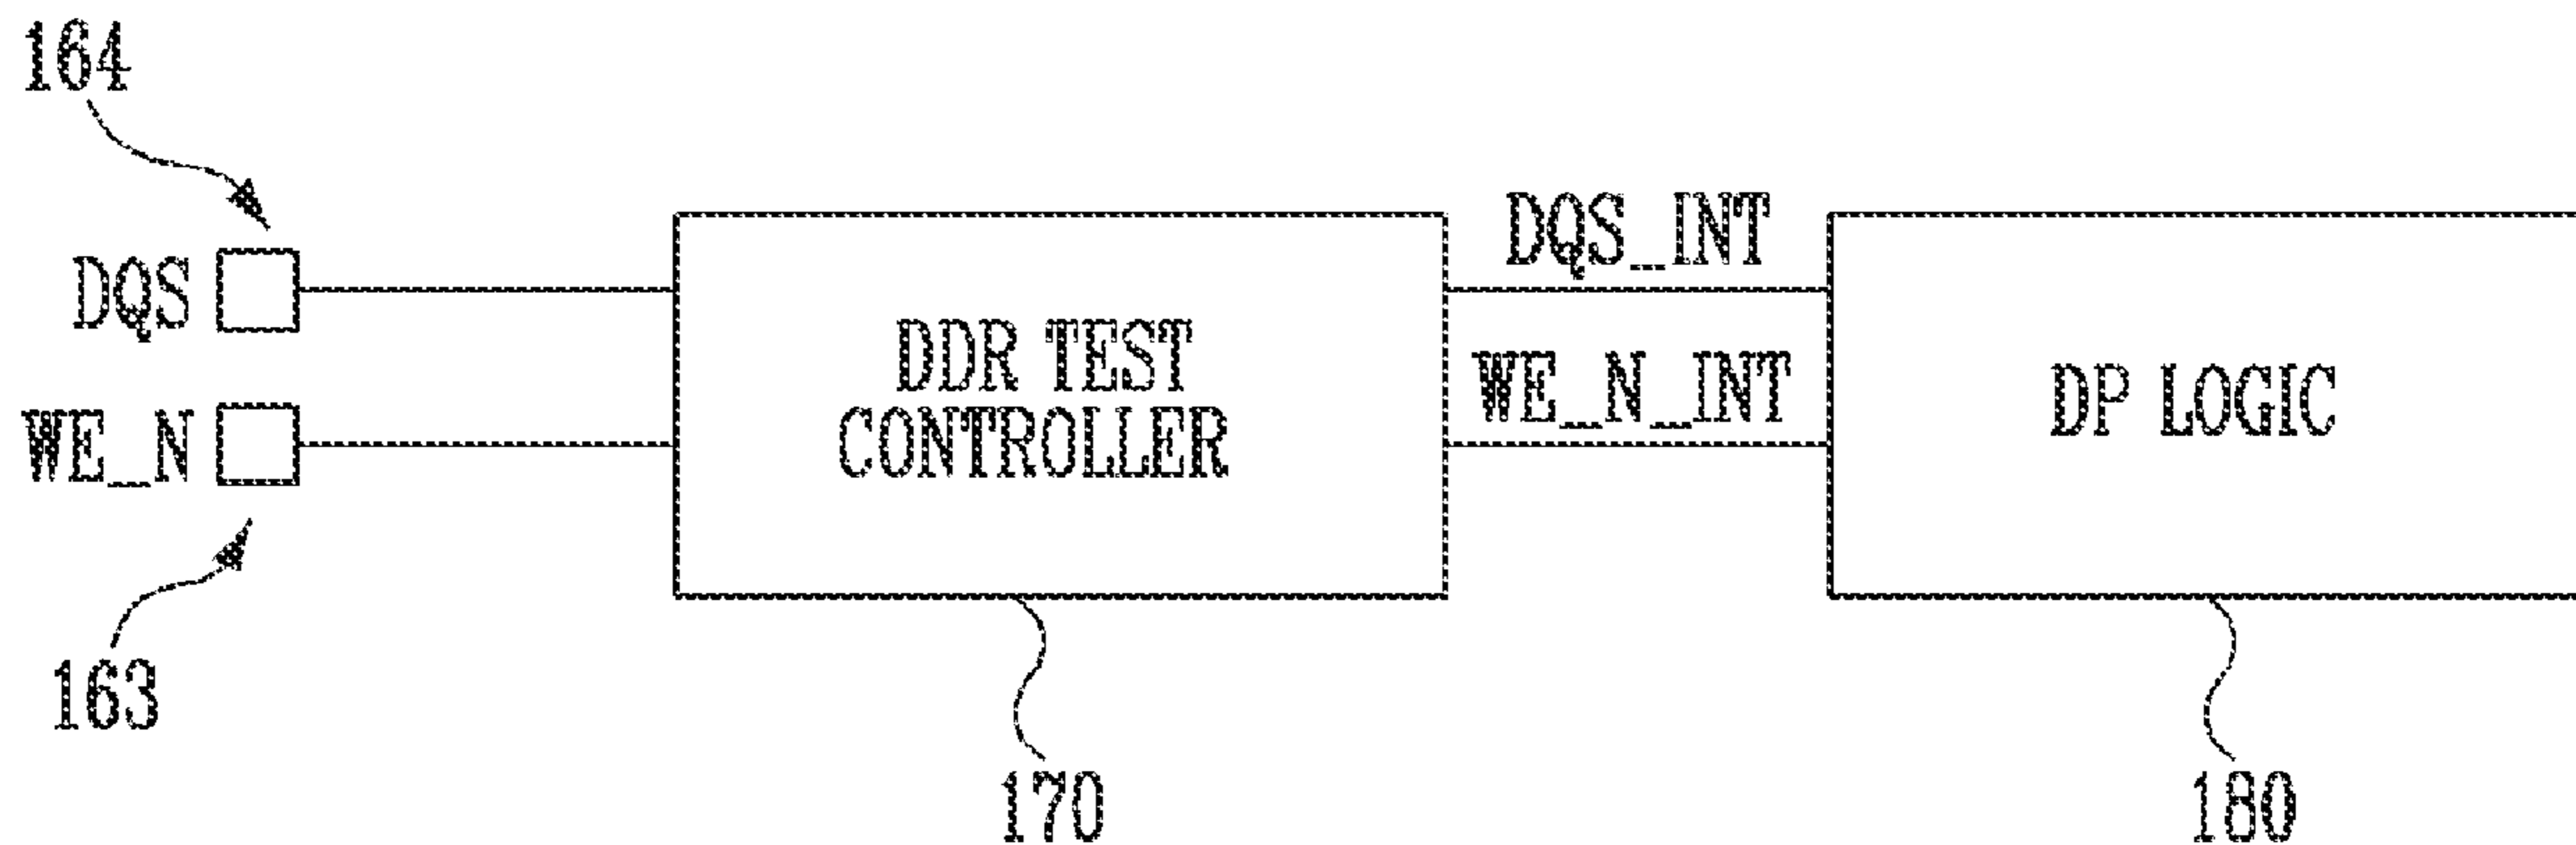 164
DQS
WE_N
163
DDR TEST
CONTROLLER
170
DQS_INT
WE_N_INT
DP LOGIC
180